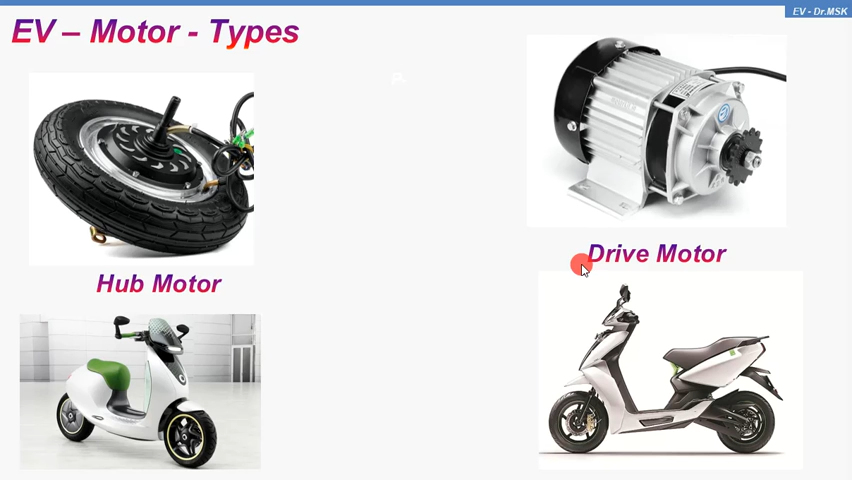 EV - Dr.MSK
EV – Motor - Types
Hub Motor
Drive Motor